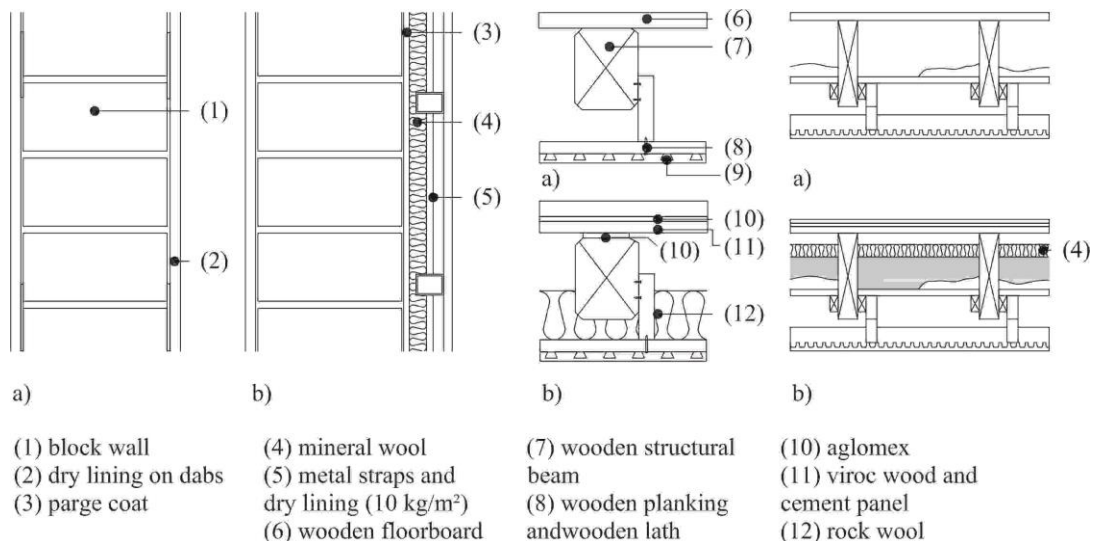 (1)
(2)
a)
(3)
(4)
(5)
b)
(6)
(7)
(8)
(9)
a)
(10)
(11)
(10)
(12)
b)
a)
(4)
b)
(1) block wall
(2) dry lining on dabs
(3) parge coat
(4) mineral wool
(5) metal straps and
dry lining (10 kg/m²)
(6) wooden floorboard
(7) wooden structural
beam
(8) wooden planking
andwooden lath
(10) aglomex
(11) viroc wood and
cement panel
(12) rock wool